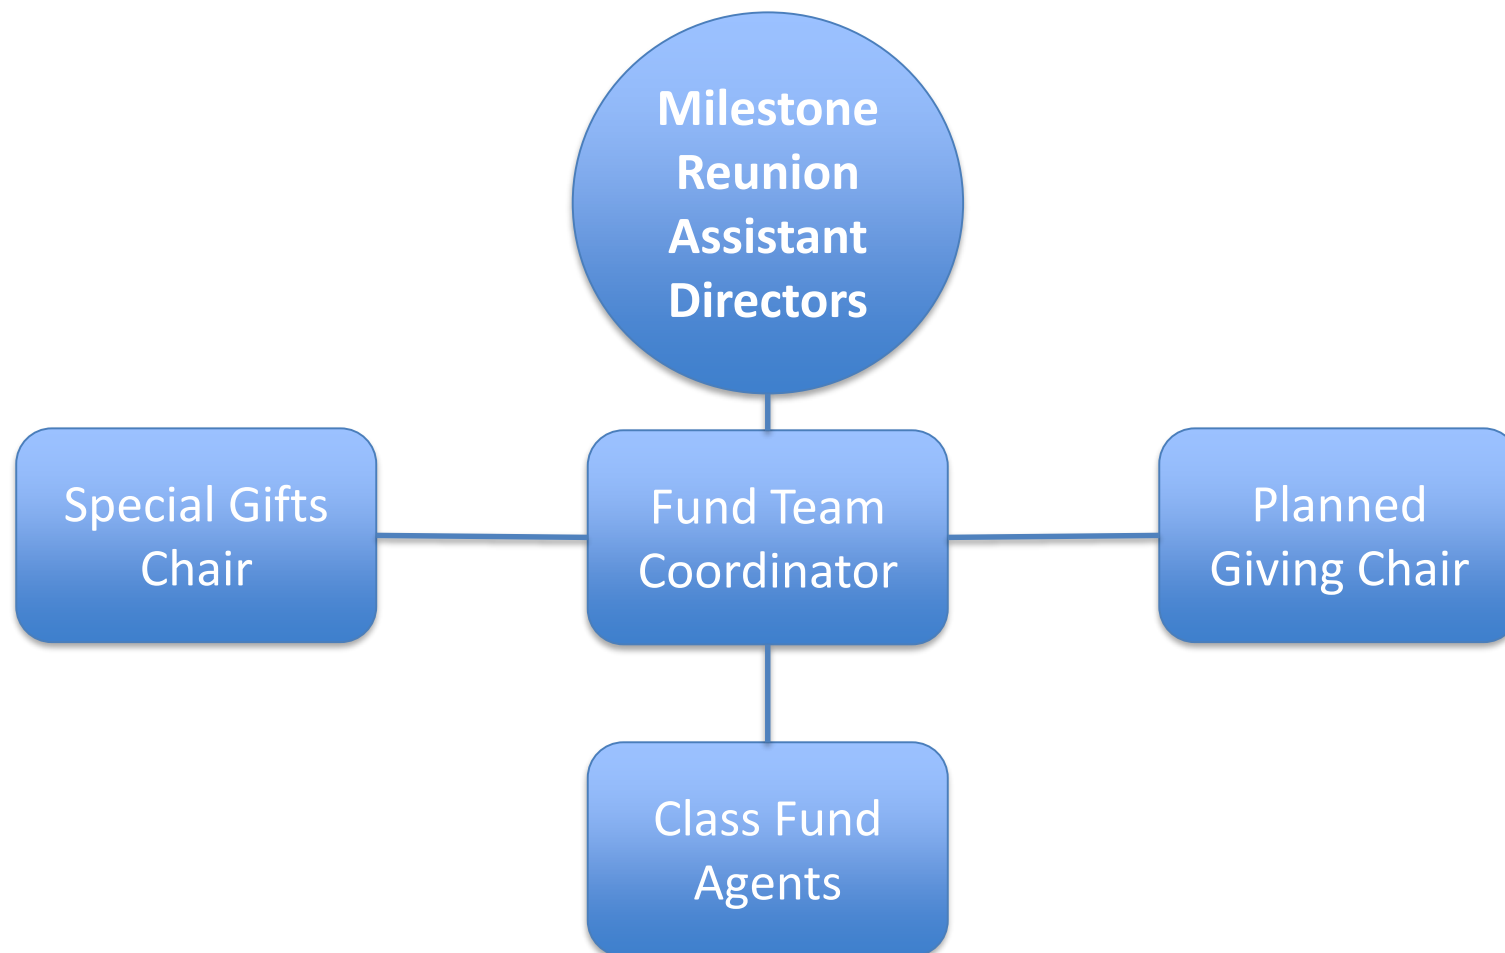 Milestone
Reunion
Assistant
Directors
Special Gifts
Chair
Fund Team
Coordinator
Planned
Giving Chair
Class Fund
Agents